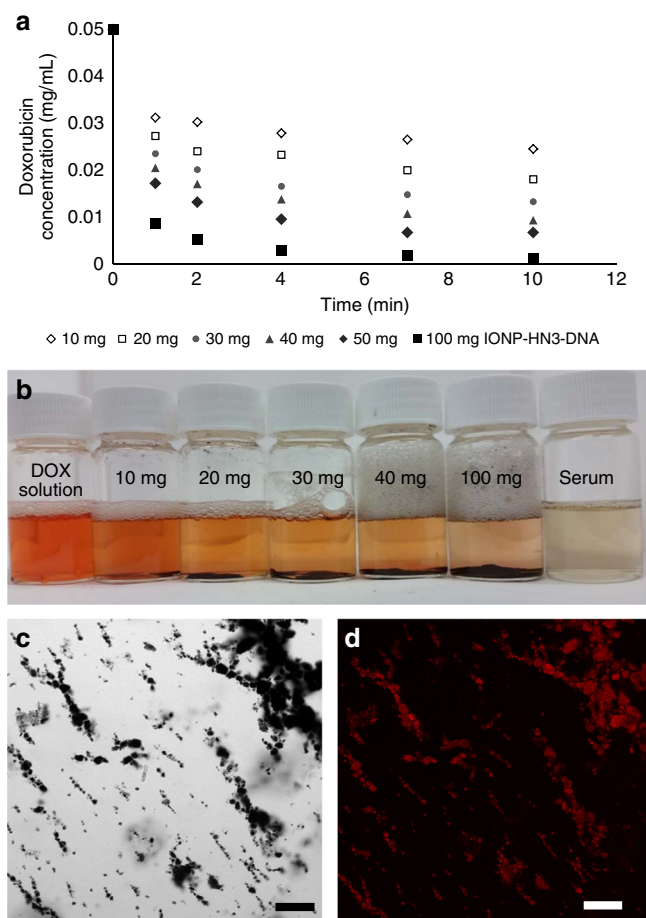 a
Doxorubicin
concentration (mg/mL)
0.05
0.04
0.03
0.02
0.01
0
0 2 4 6 8 10 12
Time (min)
10 mg 20 mg 30 mg 40 mg 50 mg 100 mg IONP-HN3-DNA
b
DOX
solution
10 mg
20 mg
30 mg
40 mg
100 mg
Serum
c
d